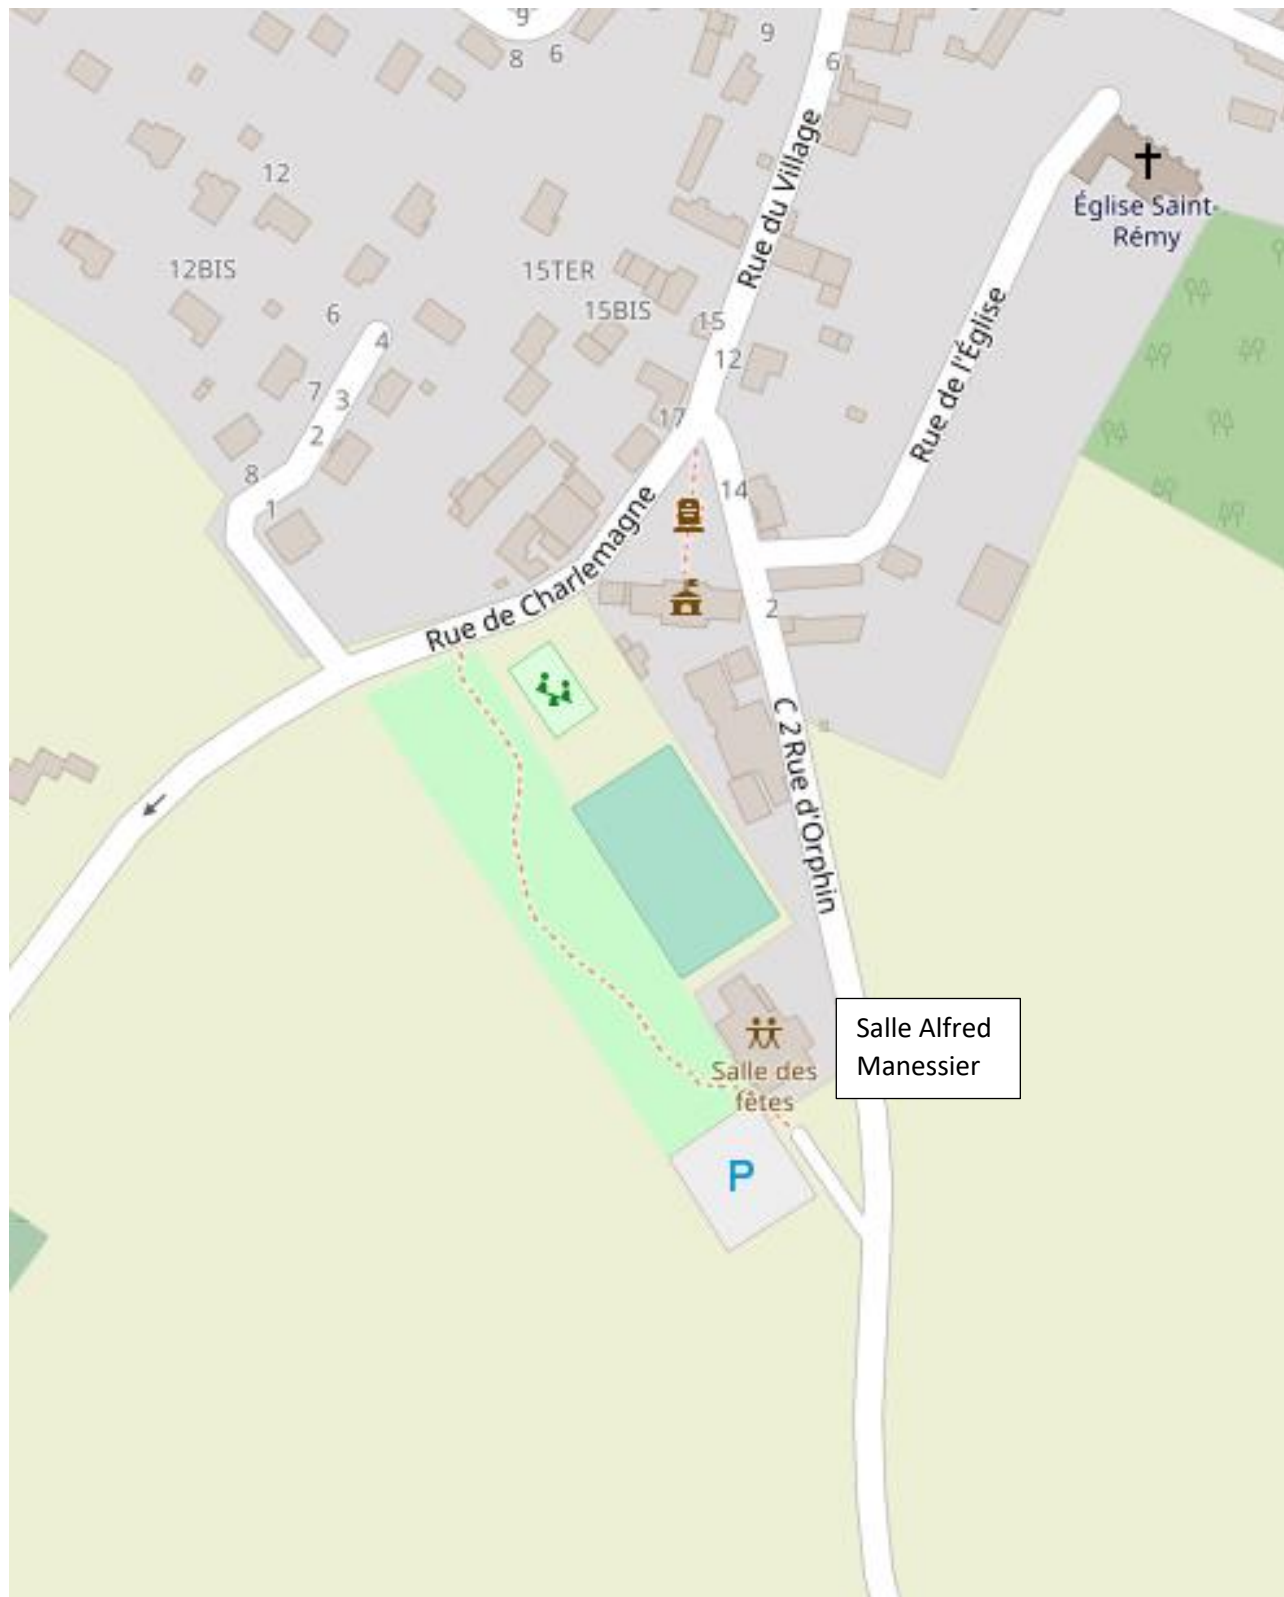 9
8
6
9
6
Rue du Village
Église Saint-
Rémy
12
12BIS
15TER
15BIS
6
15
4
12
Rue de l'Église
7
3
17
2
8
14
1
Rue de Charlemagne
2
C 2 Rue d'Orphin
Salle Alfred
Manessier
Salle des
fêtes
P